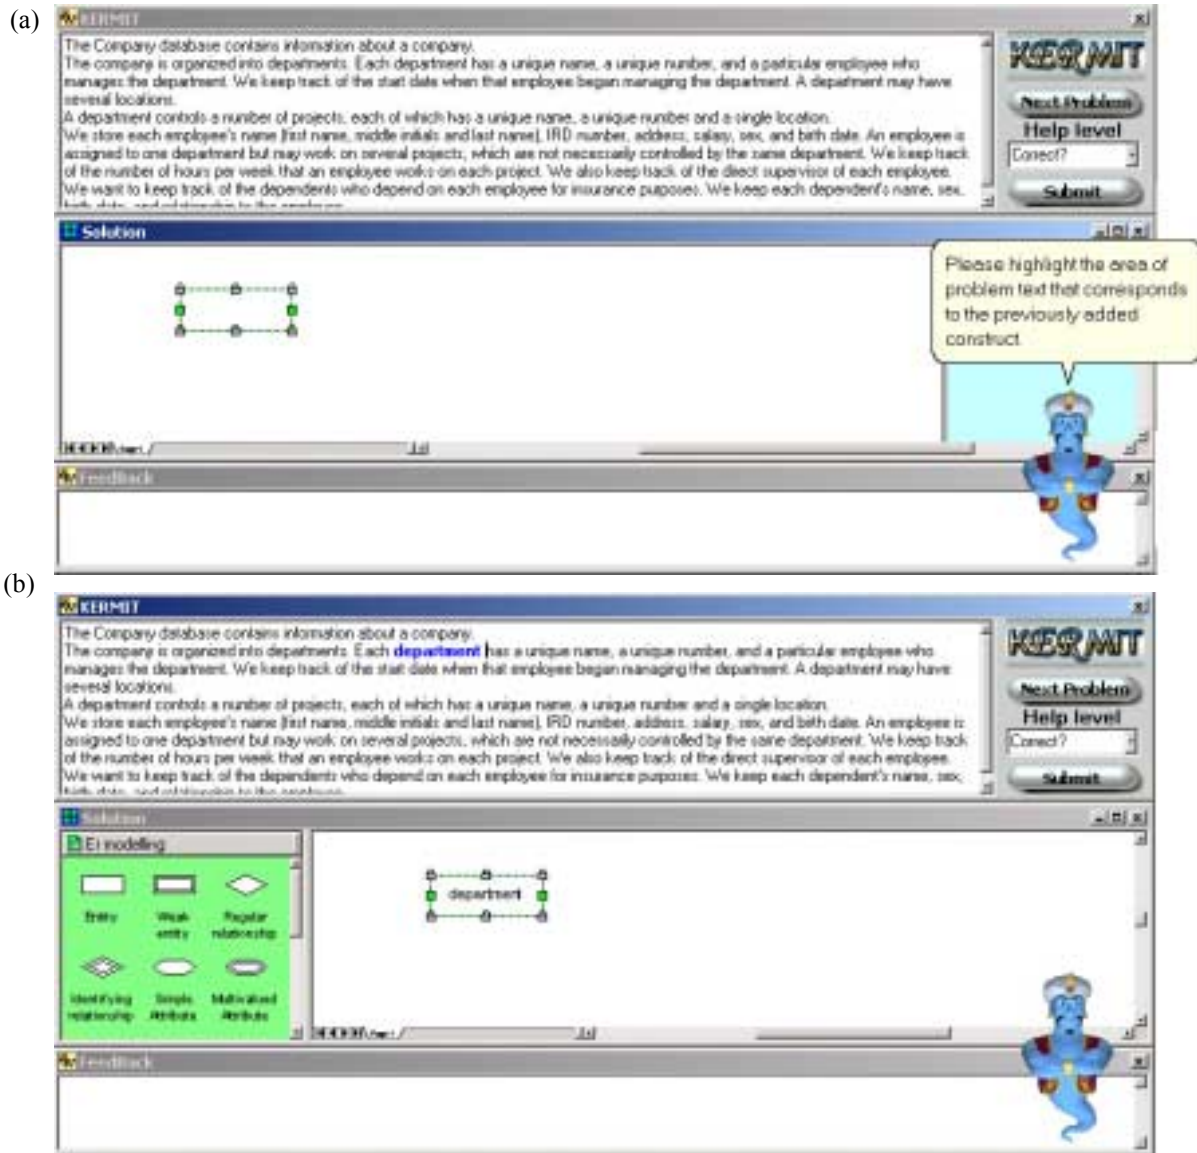 (a)
KERMIT
The Company database contains information about a company.
The company is organized into departments. Each department has a unique name, a unique number, and a particular employee who
manages the department. We keep track of the start date when that employee began managing the department. A department may have
several locations.
A department controls a number of projects, each of which has a unique name, a unique number and a single location.
We store each employee's name (first name, middle initials and last name), IRD number, address, salary, sex, and birth date. An employee is
assigned to one department but may work on several projects, which are not necessarily controlled by the same department. We keep track
of the number of hours per week that an employee works on each project. We also keep track of the direct supervisor of each employee.
We want to keep track of the dependents who depend on each employee for insurance purposes. We keep each dependent's name, sex,
birth date, and relationship to the employee.
KERMIT
Next Problem
Help level
Correct?
Submit
Solution
Please highlight the area of
problem text that corresponds
to the previously added
construct.
Feedback
(b)
KERMIT
The Company database contains information about a company.
The company is organized into departments. Each department has a unique name, a unique number, and a particular employee who
manages the department. We keep track of the start date when that employee began managing the department. A department may have
several locations.
A department controls a number of projects, each of which has a unique name, a unique number and a single location.
We store each employee's name (first name, middle initials and last name), IRD number, address, salary, sex, and birth date. An employee is
assigned to one department but may work on several projects, which are not necessarily controlled by the same department. We keep track
of the number of hours per week that an employee works on each project. We also keep track of the direct supervisor of each employee.
We want to keep track of the dependents who depend on each employee for insurance purposes. We keep each dependent's name, sex,
birth date, and relationship to the employee.
KERMIT
Next Problem
Help level
Correct?
Submit
Solution
Er modelling
Entity
Weak entity
Regular relationship
Identifying relationship
Simple Attribute
Multivalued Attribute
department
Feedback